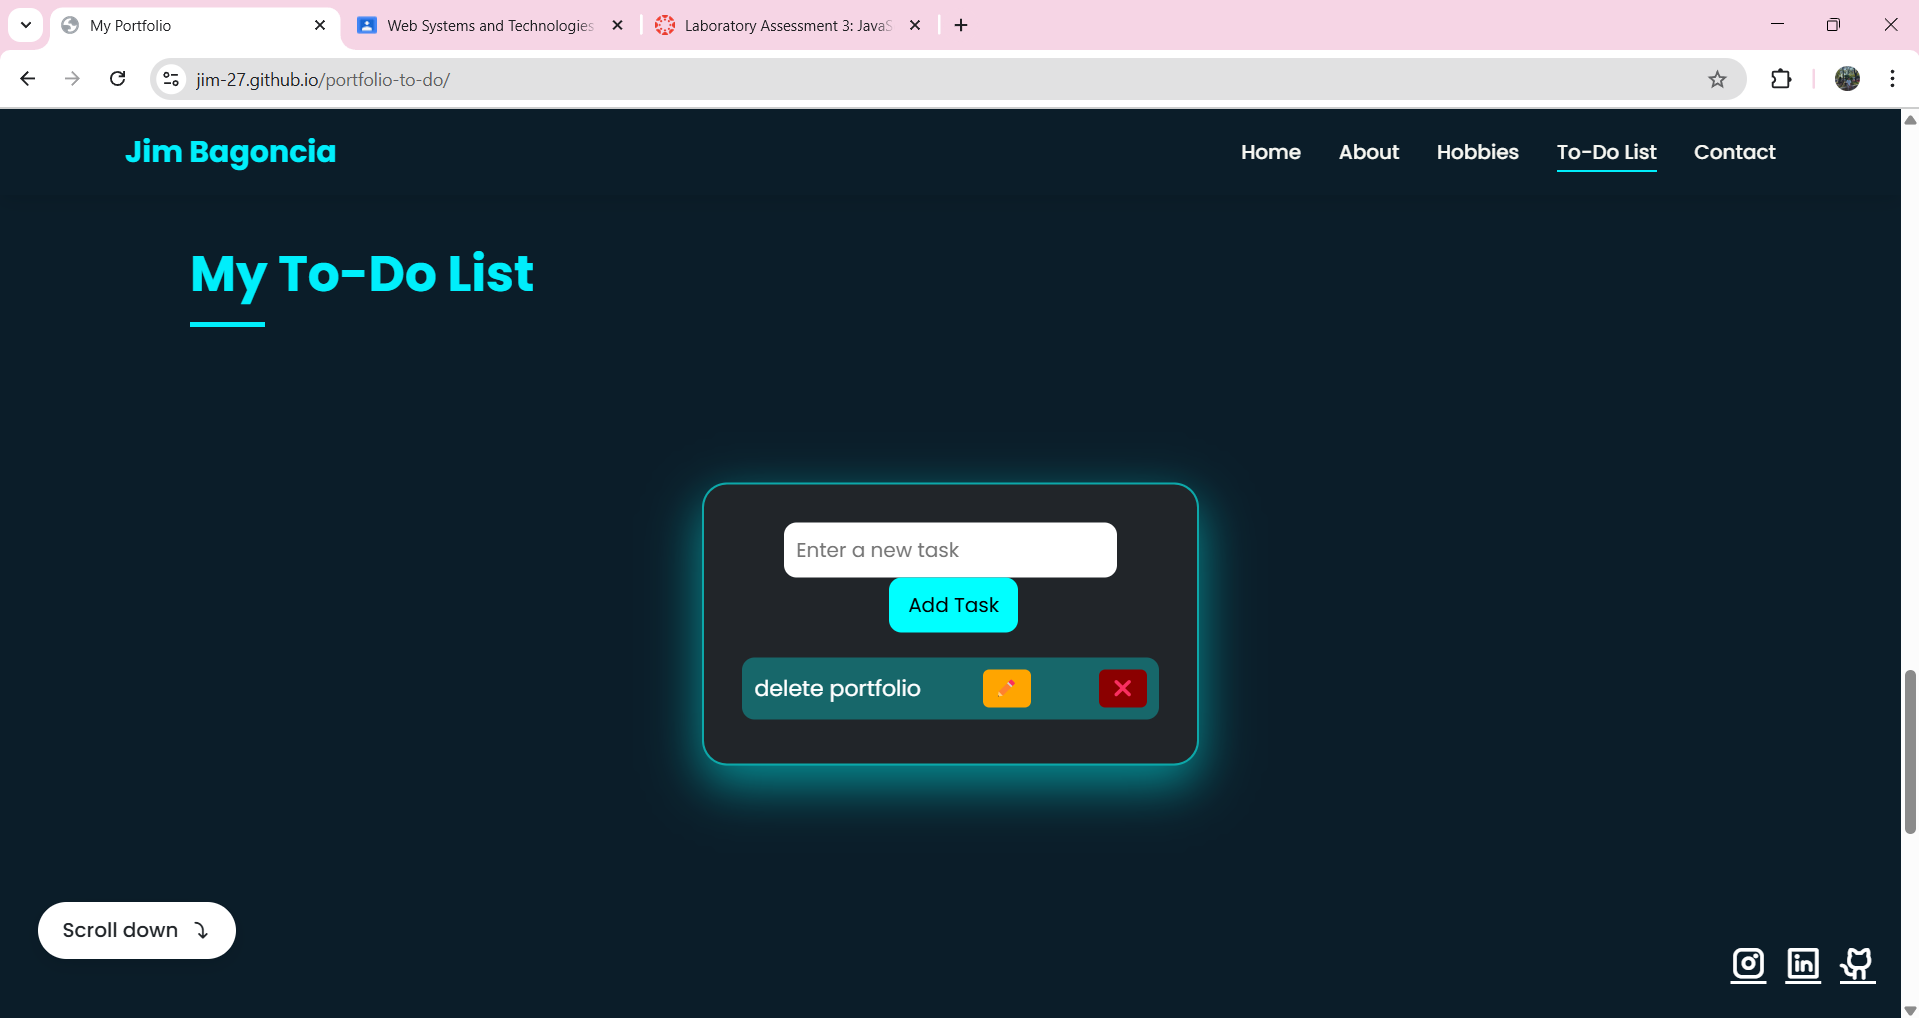 My Portfolio
Web Systems and Technologies
Laboratory Assessment 3: JavaS
jim-27.github.io/portfolio-to-do/
Jim Bagoncia
Home About Hobbies To-Do List Contact
My To-Do List
Enter a new task
Add Task
delete portfolio
Scroll down
in